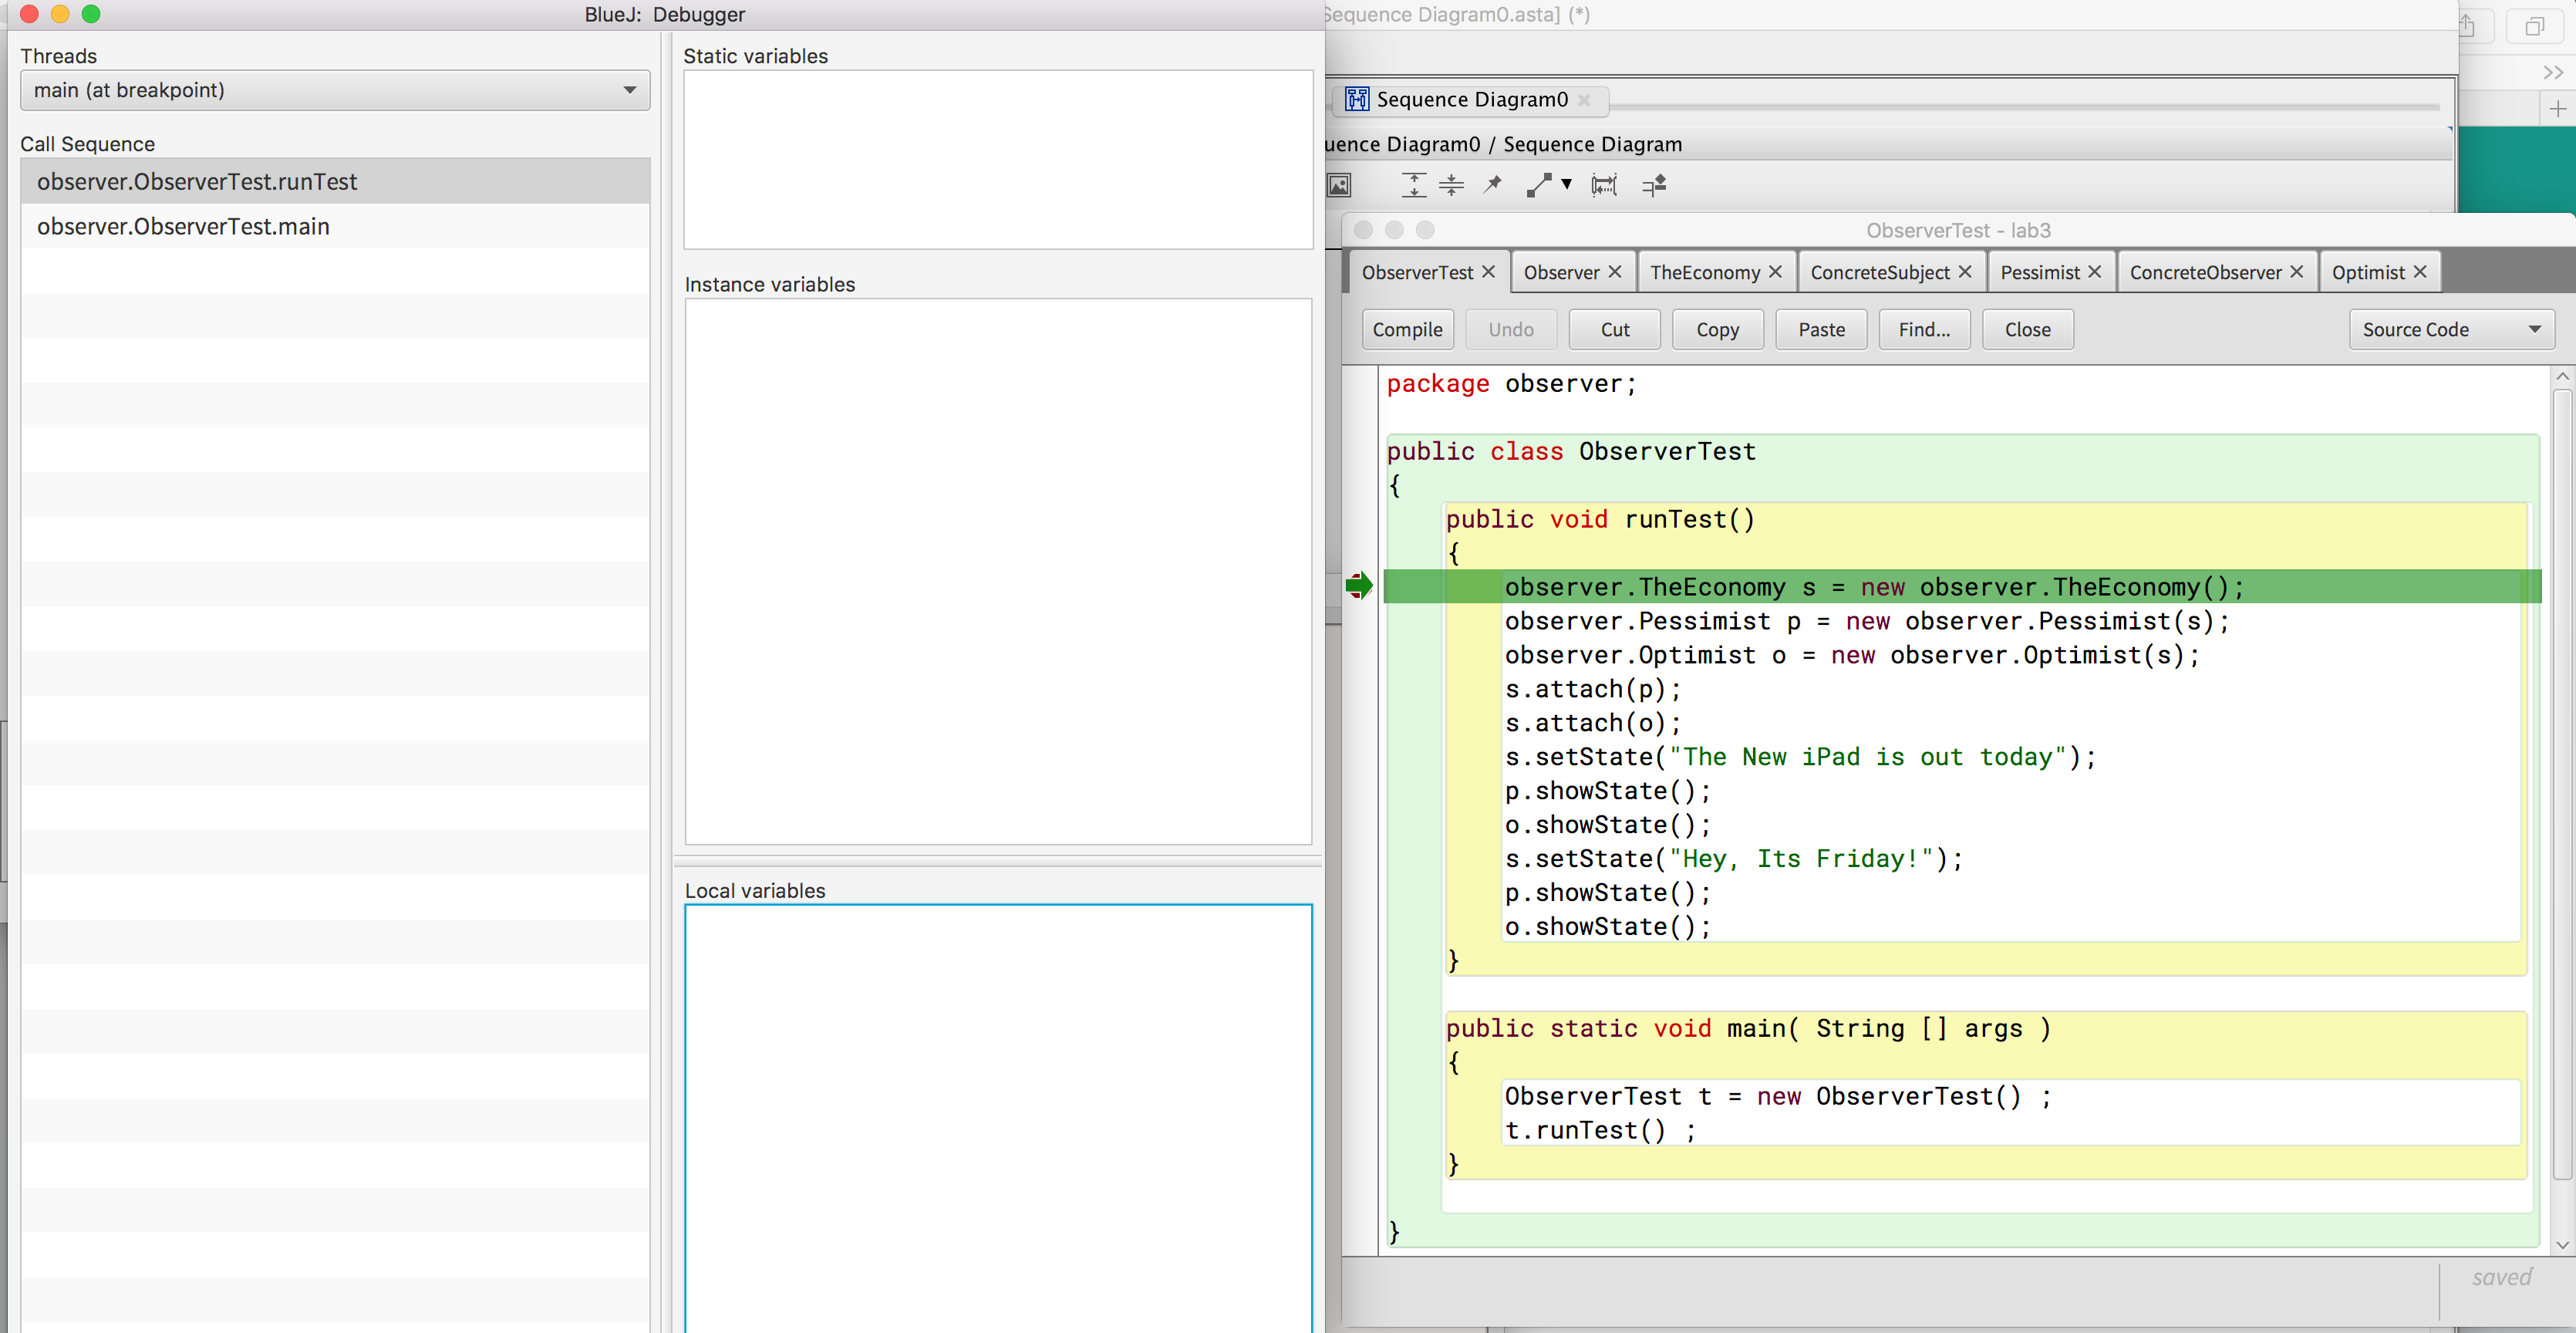 BlueJ: Debugger
Threads
main (at breakpoint)
Call Sequence
observer.ObserverTest.runTest
observer.ObserverTest.main
Static variables
Instance variables
Local variables
Sequence Diagram0.asta] (*)
Sequence Diagram0
uence Diagram0 / Sequence Diagram
ObserverTest - lab3
ObserverTest Observer TheEconomy ConcreteSubject Pessimist ConcreteObserver Optimist
Compile Undo Cut Copy Paste Find... Close Source Code
package observer;
public class ObserverTest
{
public void runTest()
{
observer.TheEconomy s = new observer.TheEconomy();
observer.Pessimist p = new observer.Pessimist(s);
observer.Optimist o = new observer.Optimist(s);
s.attach(p);
s.attach(o);
s.setState("The New iPad is out today");
p.showState();
o.showState();
s.setState("Hey, Its Friday!");
p.showState();
o.showState();
}
public static void main( String [] args )
{
ObserverTest t = new ObserverTest() ;
t.runTest() ;
}
}
saved